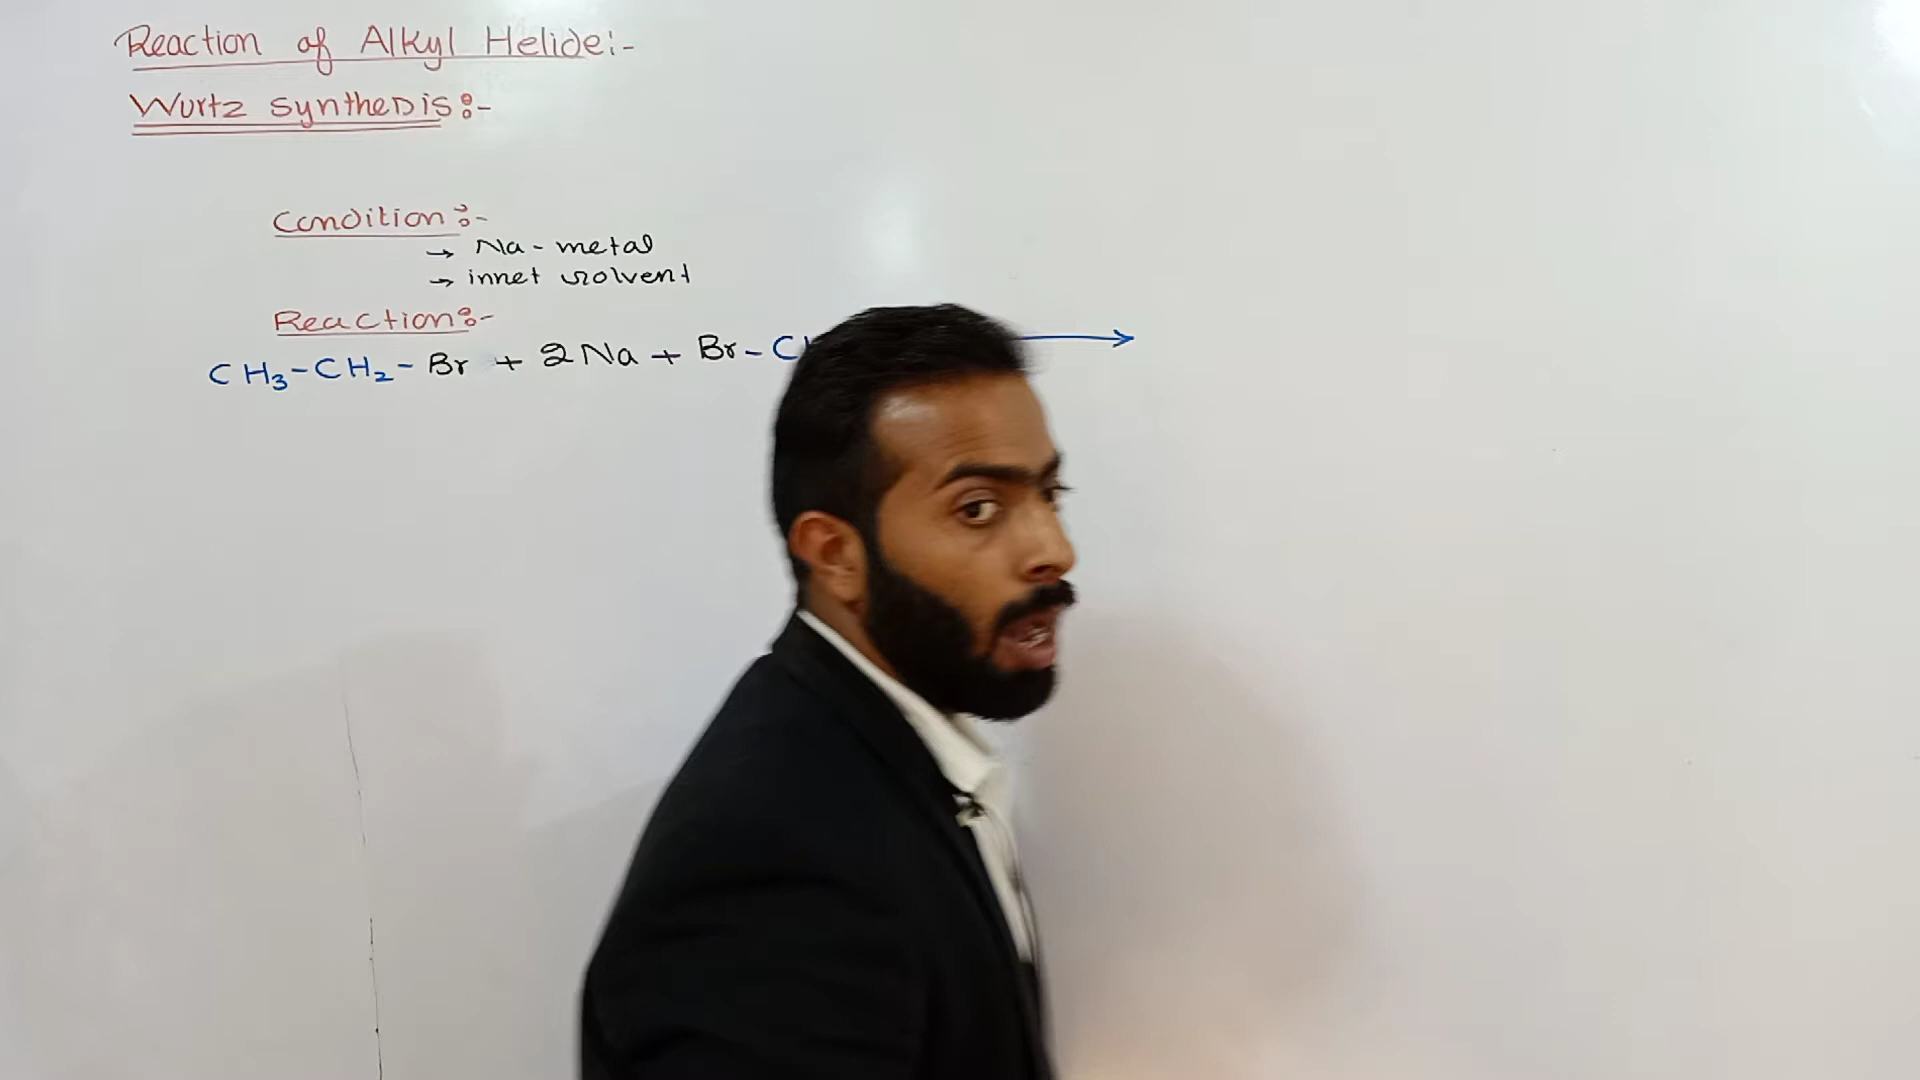 Reaction of Alkyl Helide:-
Wurtz synthesis:-
Condition:-
→ Na - metal
→ innet solvent
Reaction:-
CH₃-CH₂-Br + 2Na + Br-C